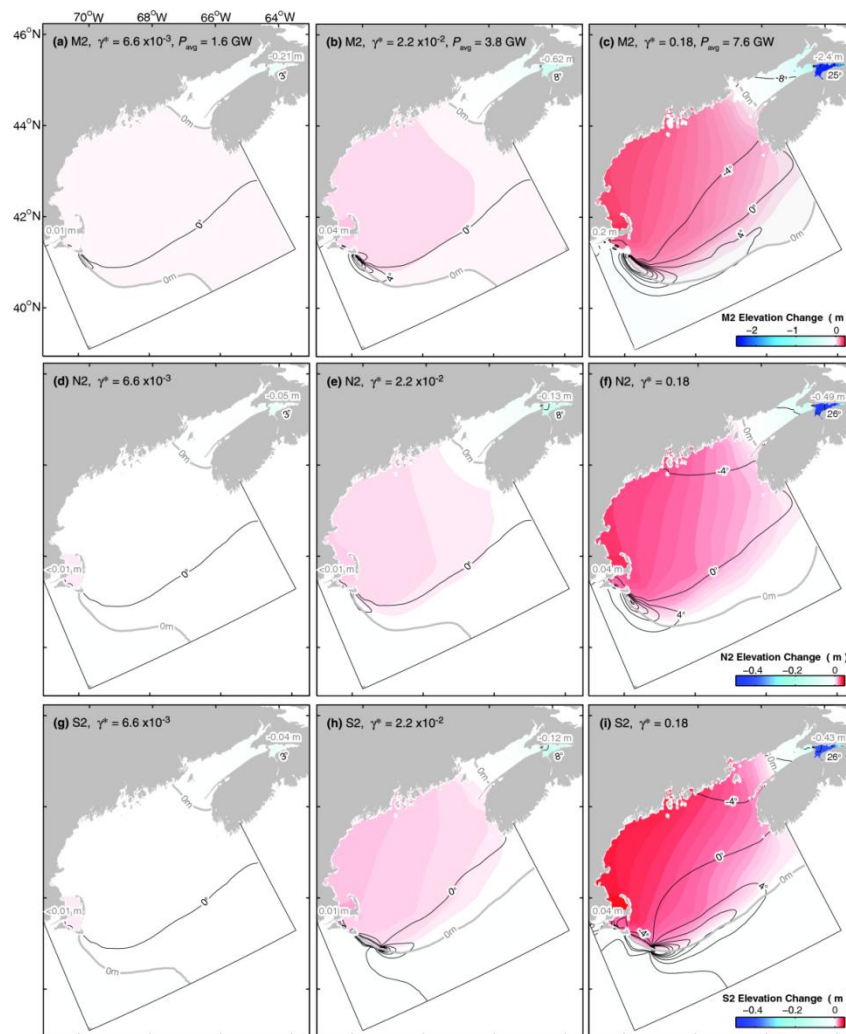 70°W 68°W 66°W 64°W
46°N
44°N
42°N
40°N
(a) M2, γ* = 6.6 x10⁻³, Pavg = 1.6 GW
-0.21 m
3°
0m
0°
0.01 m
0m
(b) M2, γ* = 2.2 x10⁻², Pavg = 3.8 GW
-0.62 m
8°
0m
0°
0.04 m
4°
0m
(c) M2, γ* = 0.18, Pavg = 7.6 GW
-2.4 m
-8°
25°
0m
-4°
0°
0.2 m
4°
0m
M2 Elevation Change ( m
−2 −1 0
(d) N2, γ* = 6.6 x10⁻³
-0.05 m
3°
0m
0°
<0.01 m
0m
(e) N2, γ* = 2.2 x10⁻²
-0.13 m
8°
0m
0°
<0.01 m
0m
(f) N2, γ* = 0.18
-0.49 m
26°
0m
-4°
0°
0.04 m
4°
0m
N2 Elevation Change ( m
−0.4 −0.2 0
(g) S2, γ* = 6.6 x10⁻³
-0.04 m
3°
0m
0°
<0.01 m
0m
(h) S2, γ* = 2.2 x10⁻²
-0.12 m
8°
0m
0°
0.01 m
0m
(i) S2, γ* = 0.18
-0.43 m
26°
0m
-4°
0°
0.04 m
-4°
4°
0m
S2 Elevation Change ( m
−0.4 −0.2 0